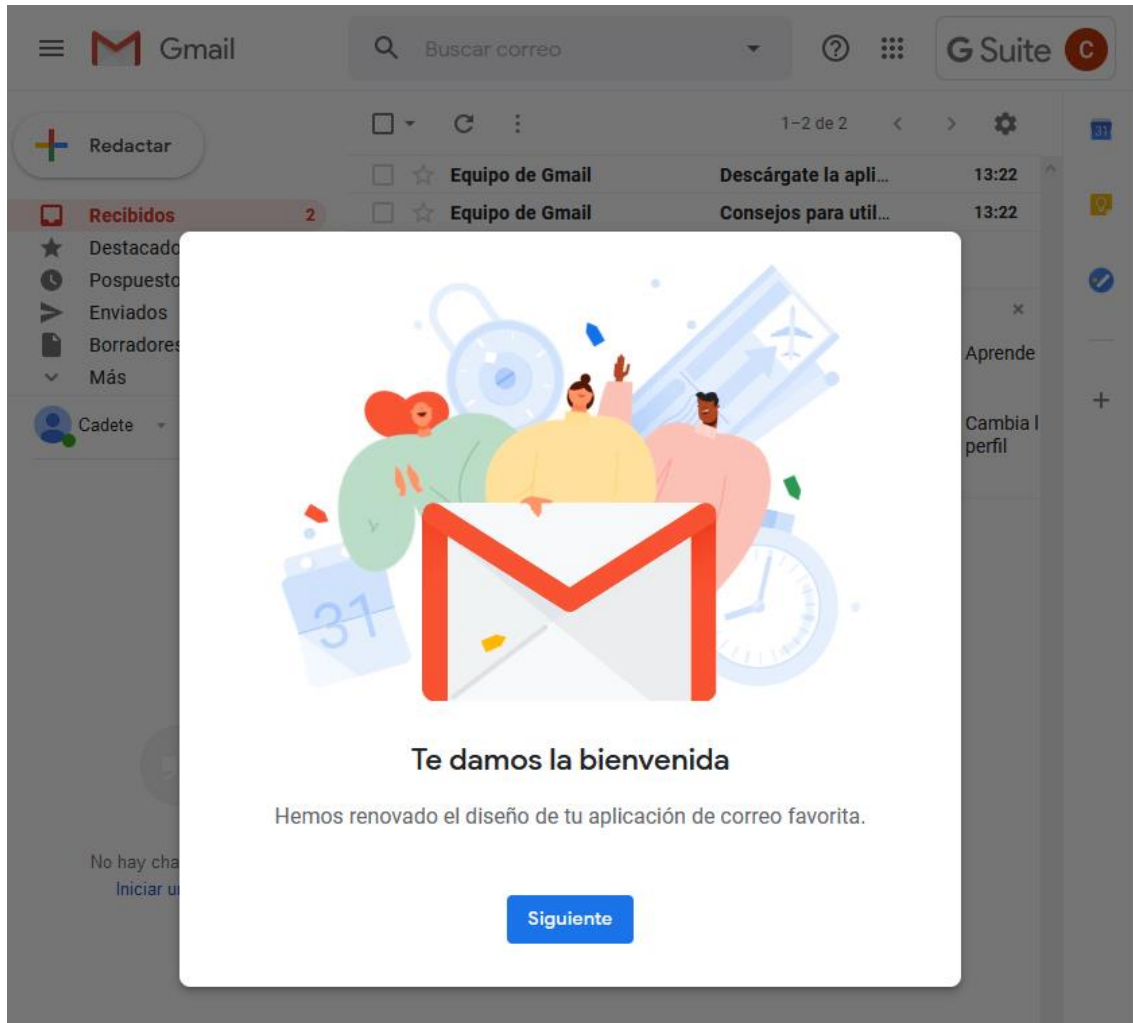 Gmail
Buscar correo
G Suite
C
Redactar
1–2 de 2
31
Equipo de Gmail Descárgate la apli... 13:22
Recibidos 2
Equipo de Gmail Consejos para util... 13:22
Destacado
Pospuesto
Enviados
Borradores
Más
Aprende
Cadete
Cambia l
perfil
31
Te damos la bienvenida
Hemos renovado el diseño de tu aplicación de correo favorita.
No hay cha
Iniciar u
Siguiente